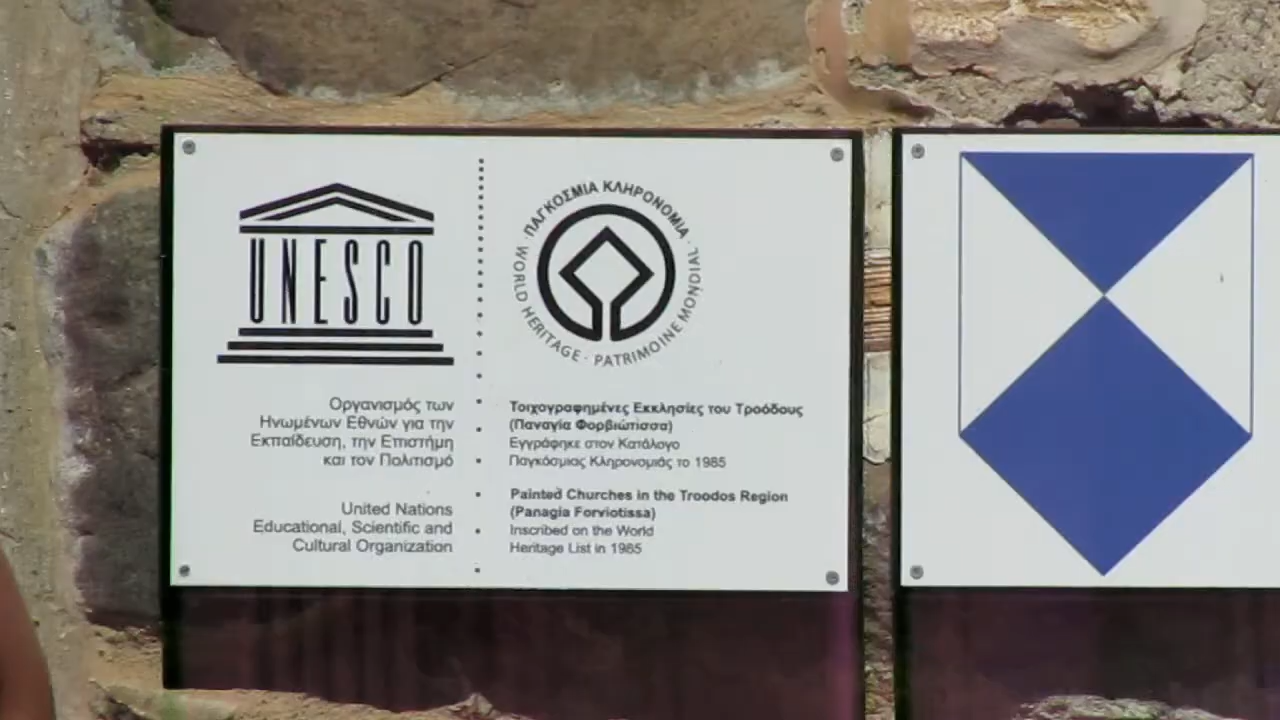 UNESCO
ΠΑΓΚΟΣΜΙΑ ΚΛΗΡΟΝΟΜΙΑ · WORLD HERITAGE · PATRIMOINE MONDIAL ·
Οργανισμός των
Ηνωμένων Εθνών για την
Εκπαίδευση, την Επιστήμη
και τον Πολιτισμό
United Nations
Educational, Scientific and
Cultural Organization
Τοιχογραφημένες Εκκλησίες του Τροόδους
(Παναγία Φορβιώτισσα)
Εγγράφηκε στον Κατάλογο
Παγκόσμιας Κληρονομιάς το 1985
Painted Churches in the Troodos Region
(Panagia Forviotissa)
Inscribed on the World
Heritage List in 1985